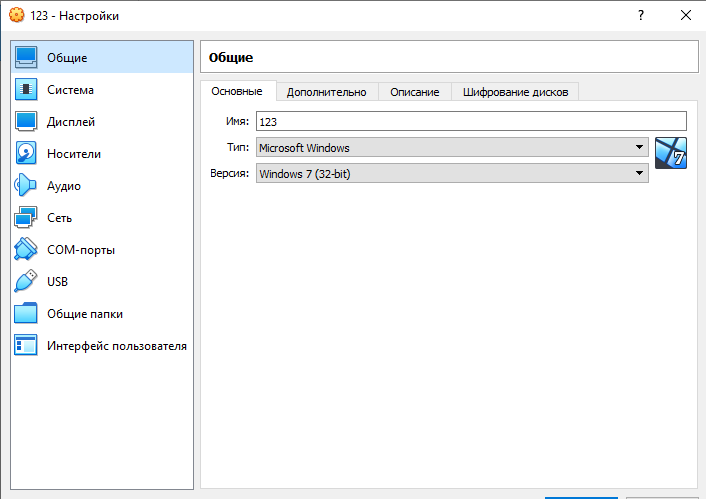 123 - Настройки
?
Общие
Система
Дисплей
Носители
Аудио
Сеть
COM-порты
USB
Общие папки
Интерфейс пользователя
Общие
Основные Дополнительно Описание Шифрование дисков
Имя: 123
Тип: Microsoft Windows
7
Версия: Windows 7 (32-bit)